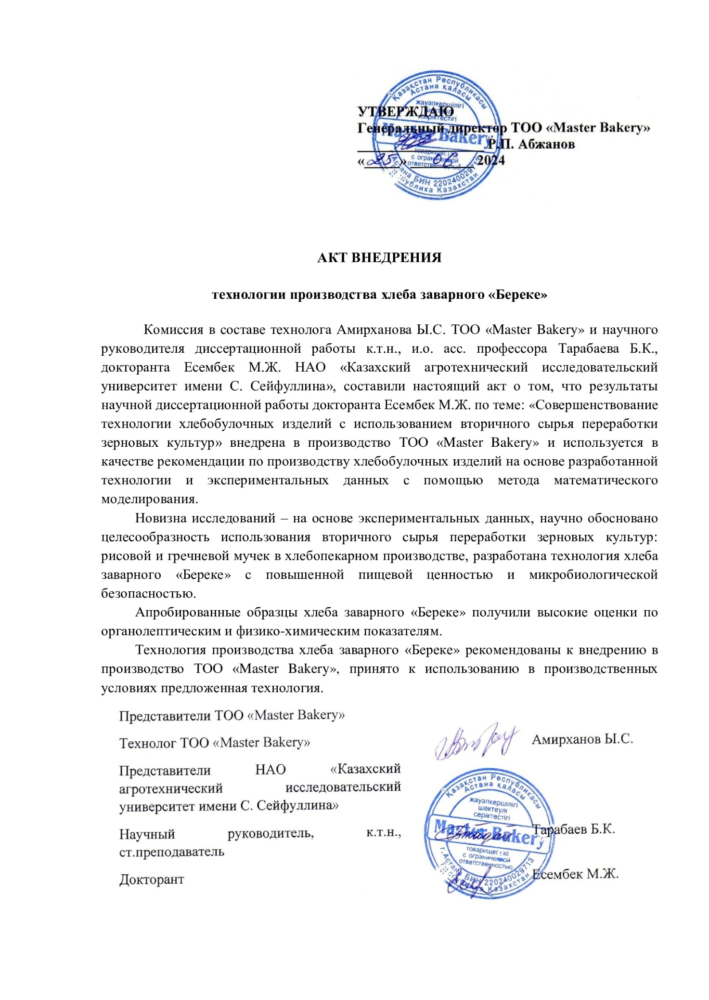 Қазақстан Республикасы
Астана қаласы
жауапкершілігі
шектеулі
серіктестігі
УТВЕРЖДАЮ
Генеральный директор ТОО «Master Bakery»
Master Bakery
Р.П. Абжанов
«25» 06. 2024
товарищество
с ограниченной
ответственностью
г.Астана БИН 220240029713
Республика Казахстан
АКТ ВНЕДРЕНИЯ
технологии производства хлеба заварного «Береке»
Комиссия в составе технолога Амирханова Ы.С. ТОО «Master Bakery» и научного
руководителя диссертационной работы к.т.н., и.о. асс. профессора Тарабаева Б.К.,
докторанта Есембек М.Ж. НАО «Казахский агротехнический исследовательский
университет имени С. Сейфуллина», составили настоящий акт о том, что результаты
научной диссертационной работы докторанта Есембек М.Ж. по теме: «Совершенствование
технологии хлебобулочных изделий с использованием вторичного сырья переработки
зерновых культур» внедрена в производство ТОО «Master Bakery» и используется в
качестве рекомендации по производству хлебобулочных изделий на основе разработанной
технологии и экспериментальных данных с помощью метода математического
моделирования.
Новизна исследований – на основе экспериментальных данных, научно обосновано
целесообразность использования вторичного сырья переработки зерновых культур:
рисовой и гречневой мучек в хлебопекарном производстве, разработана технология хлеба
заварного «Береке» с повышенной пищевой ценностью и микробиологической
безопасностью.
Апробированные образцы хлеба заварного «Береке» получили высокие оценки по
органолептическим и физико-химическим показателям.
Технология производства хлеба заварного «Береке» рекомендованы к внедрению в
производство ТОО «Master Bakery», принято к использованию в производственных
условиях предложенная технология.
Представители ТОО «Master Bakery»
Технолог ТОО «Master Bakery» Амирханов Ы.С.
Представители НАО «Казахский
агротехнический исследовательский
университет имени С. Сейфуллина»
Научный руководитель, к.т.н.,
ст.преподаватель
Тарабаев Б.К.
Докторант Есембек М.Ж.
Қазақстан Республикасы
Астана қаласы
жауапкершілігі
шектеулі
серіктестігі
Master Bakery
товарищество
с ограниченной
ответственностью
г.Астана БИН 220240029713
Республика Казахстан